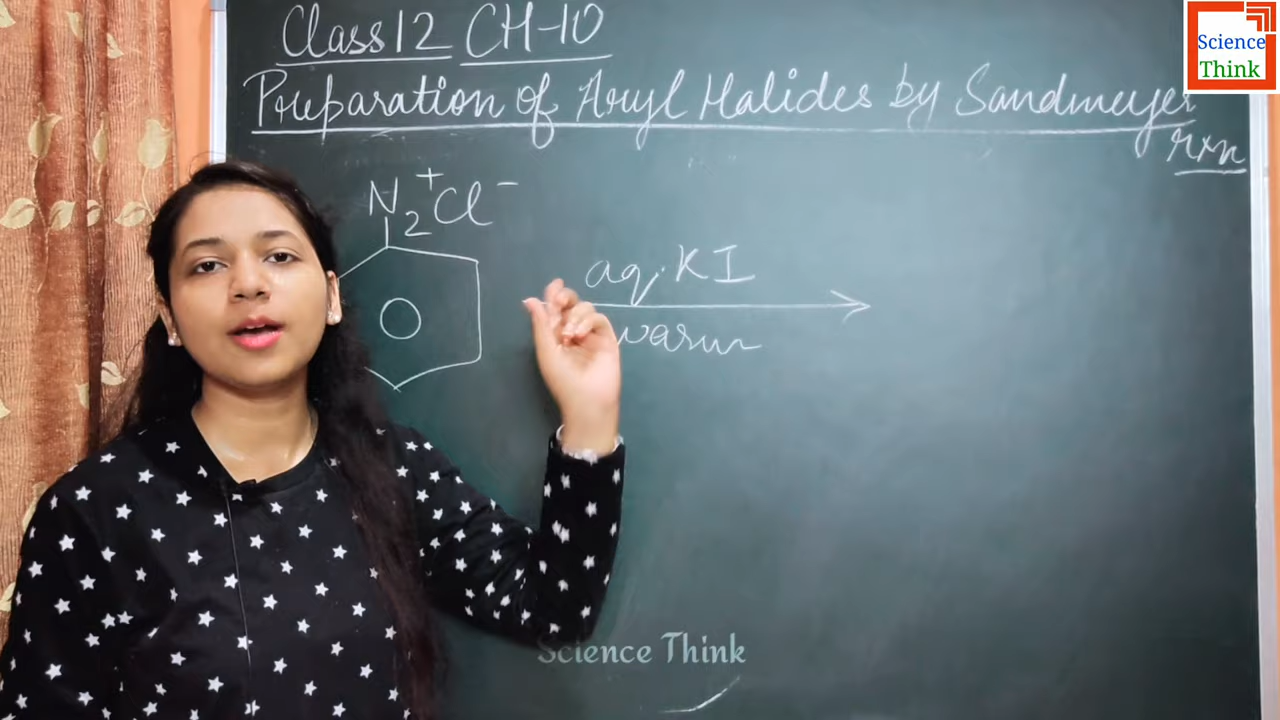 Class 12 CH-10
Preparation of Aryl Halides by Sandmeyer
rxn
N₂⁺Cl⁻
aq. KI
warm
Science
Think
Science Think